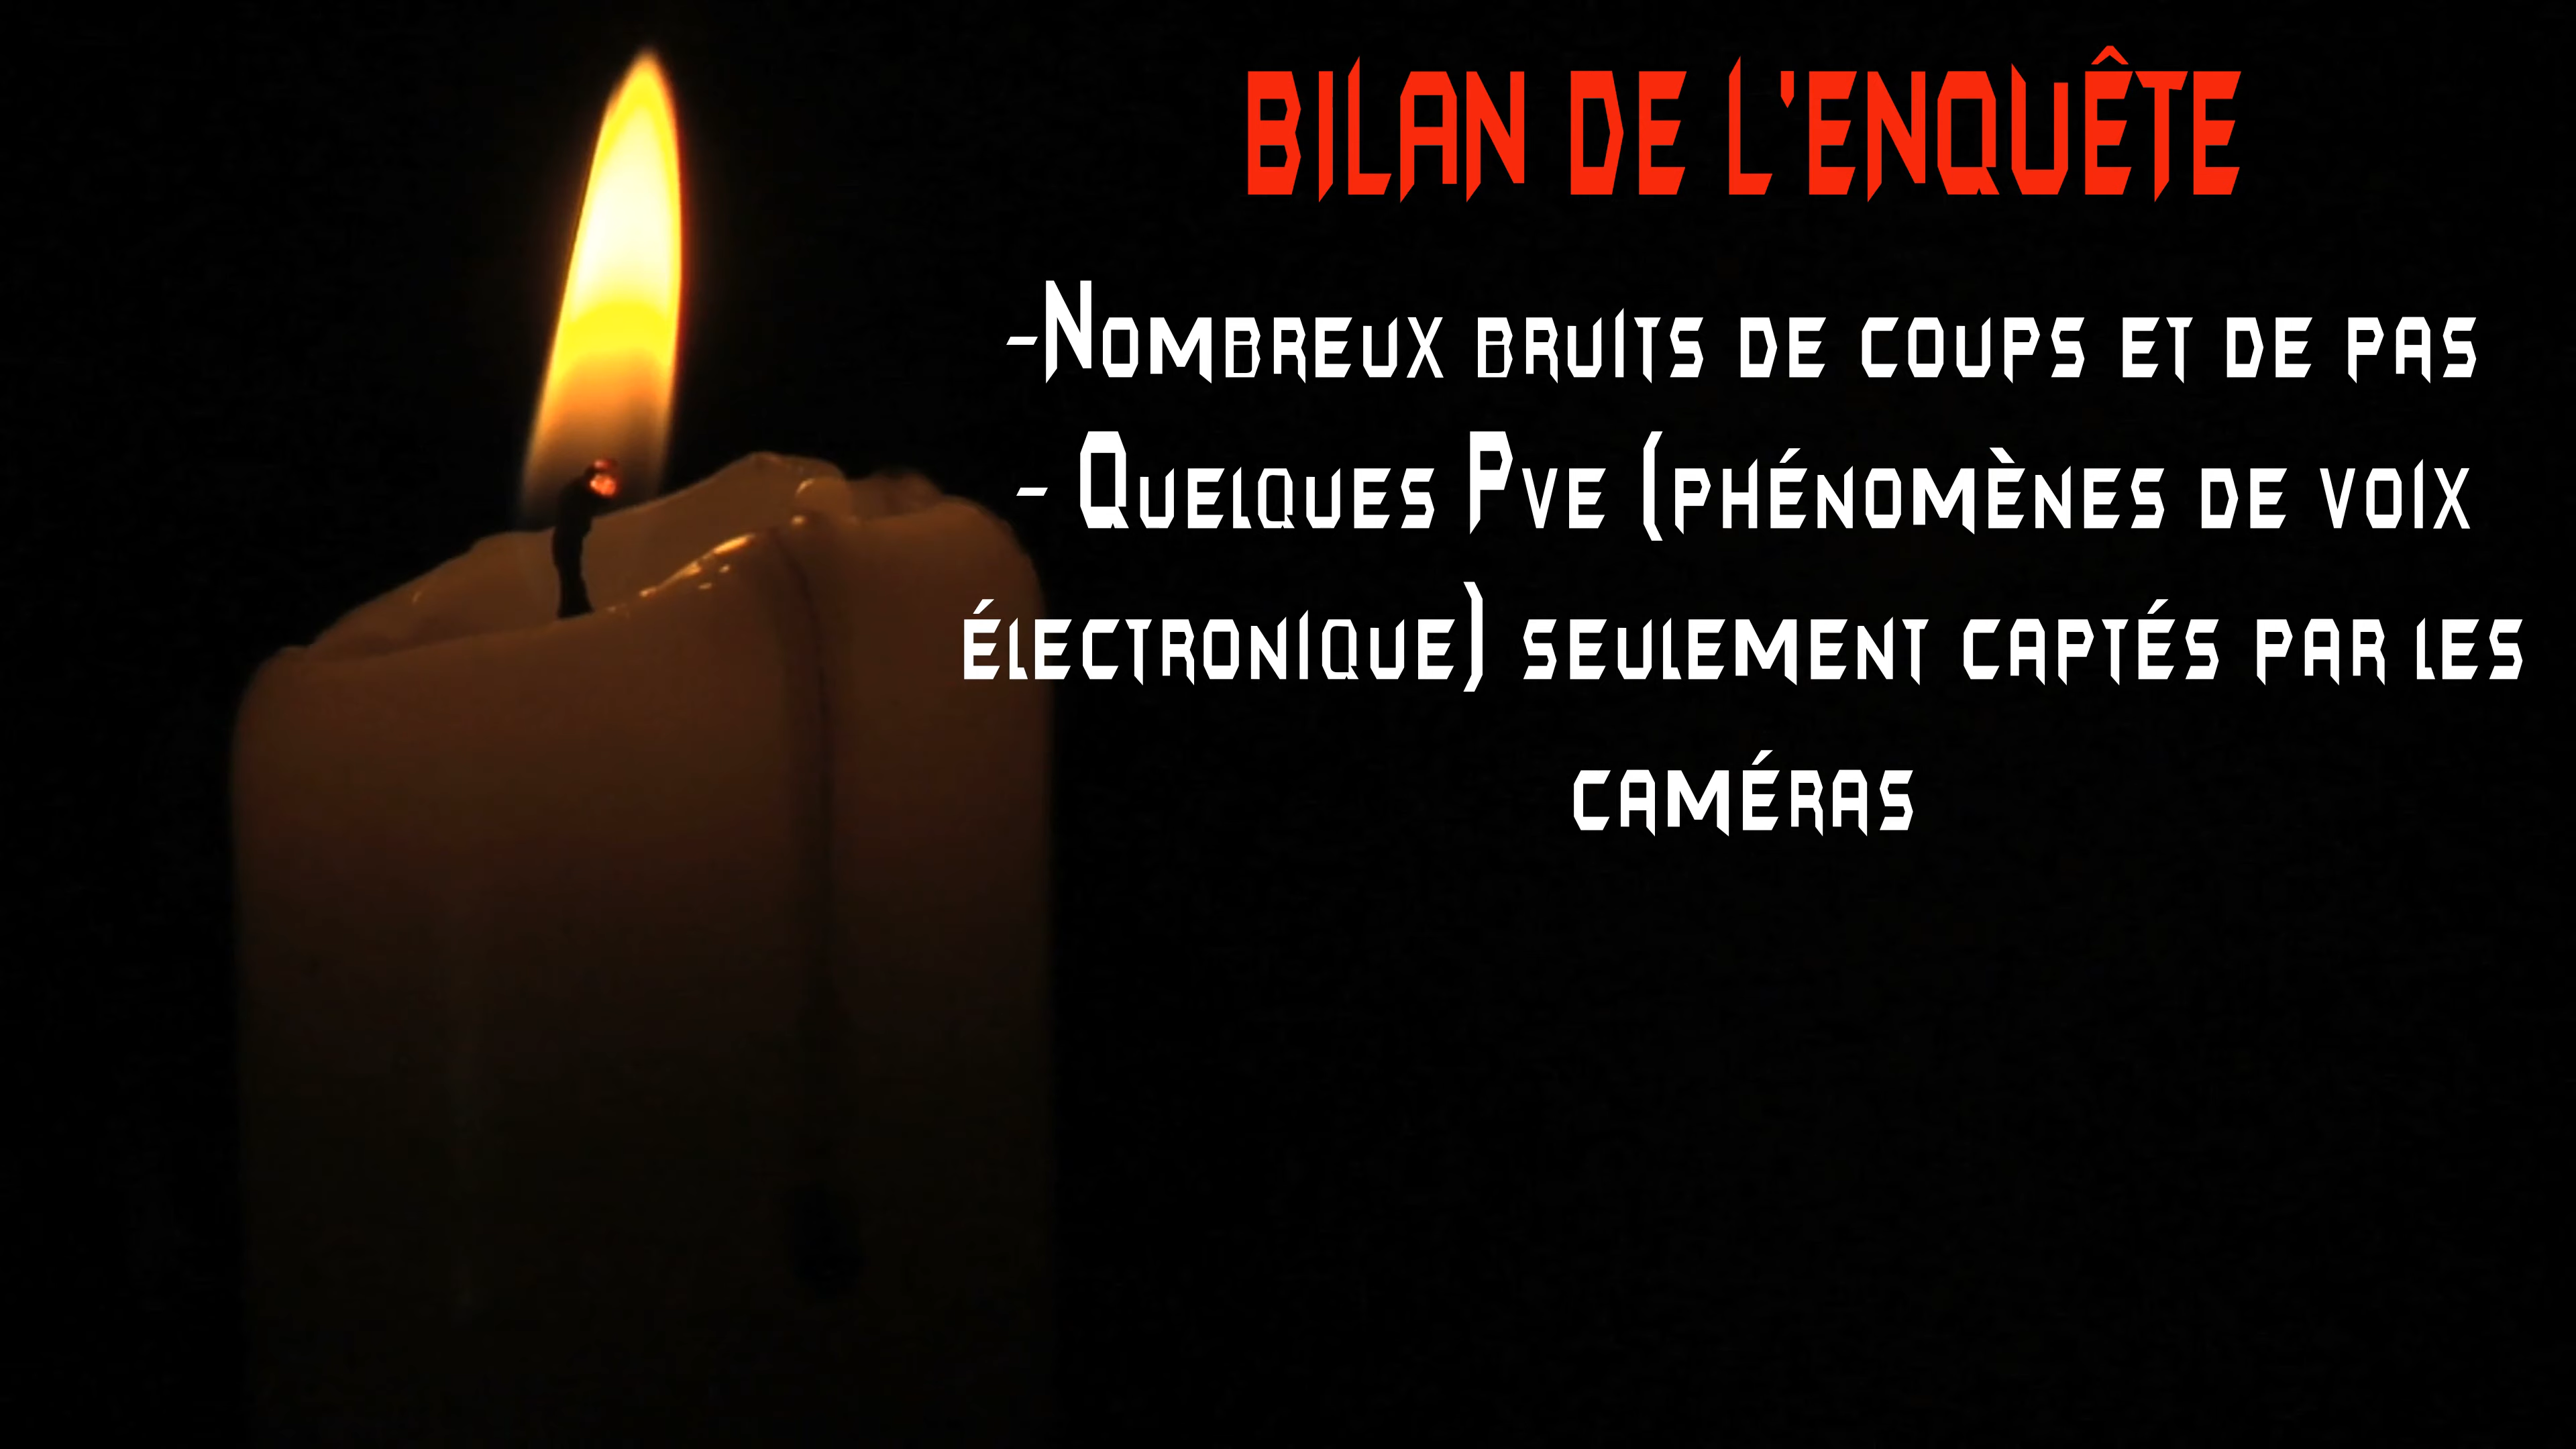 BILAN DE L'ENQUÊTE
-Nombreux bruits de coups et de pas
- Quelques Pve (phénomènes de voix
électronique) seulement captés par les
caméras